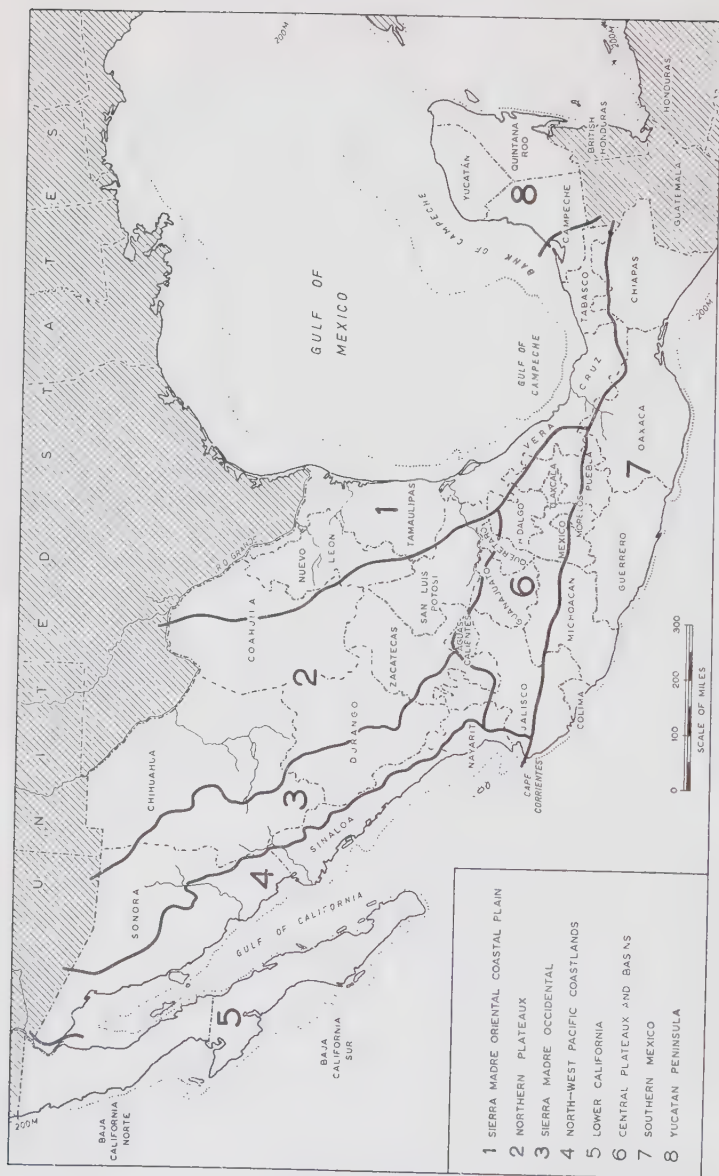 UNITED STATES
RIO GRANDE
GULF OF
MEXICO
GULF OF
CAMPECHE
BANK OF CAMPECHE
GULF OF CALIFORNIA
BAJA
CALIFORNIA
NORTE
BAJA
CALIFORNIA
SUR
SONORA
CHIHUAHUA
COAHUILA
NUEVO
LEON
TAMAULIPAS
SINALOA
DURANGO
ZACATECAS
SAN LUIS
POTOSI
NAYARIT
AGUAS
CALIENTES
JALISCO
GUANAJUATO
QUERETARO
HIDALGO
MEXICO
TLAXCALA
MORELOS
PUEBLA
VERA CRUZ
MICHOACAN
COLIMA
GUERRERO
OAXACA
TABASCO
CHIAPAS
CAMPECHE
YUCATÁN
QUINTANA
ROO
BRITISH
HONDURAS
HONDURAS
GUATEMALA
CAPE
CORRIENTES
200M
200M
200M
200M
1
2
3
4
5
6
7
8
0 100 200 300
SCALE OF MILES
1 SIERRA MADRE ORIENTAL COASTAL PLAIN
2 NORTHERN PLATEAUX
3 SIERRA MADRE OCCIDENTAL
4 NORTH-WEST PACIFIC COASTLANDS
5 LOWER CALIFORNIA
6 CENTRAL PLATEAUX AND BASINS
7 SOUTHERN MEXICO
8 YUCATAN PENINSULA